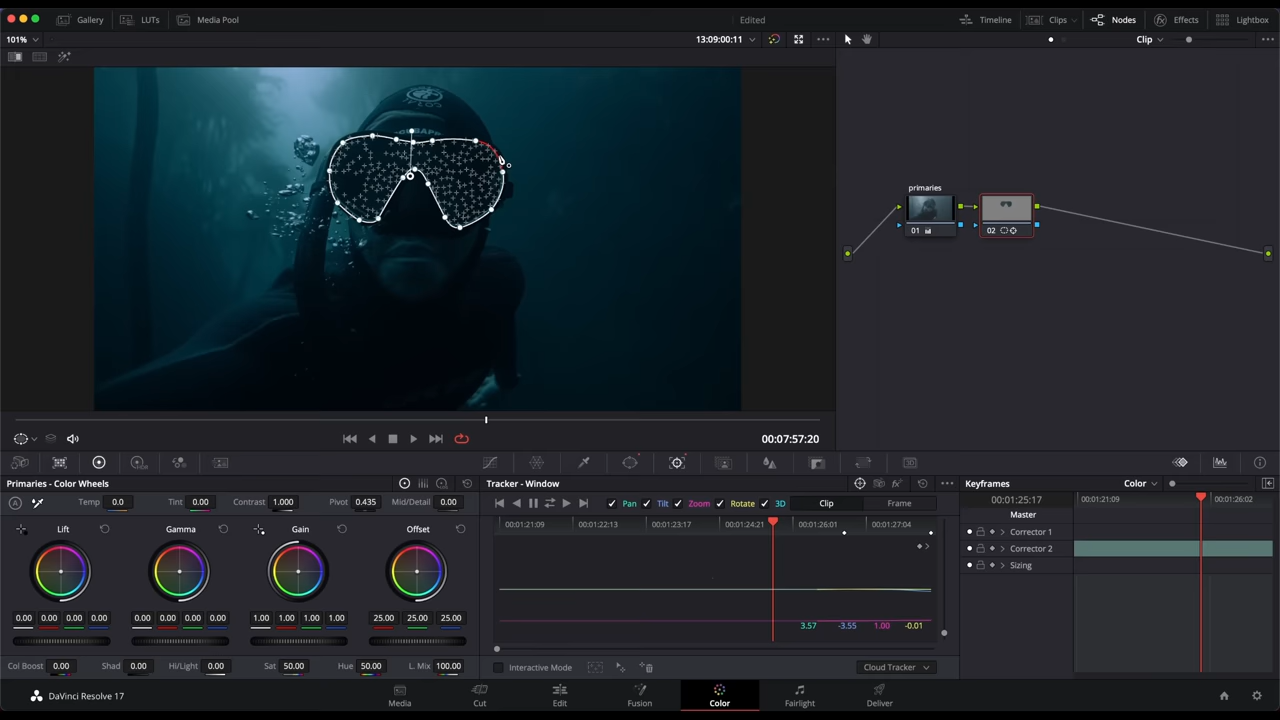 Gallery LUTs Media Pool Edited Timeline Clips Nodes Effects Lightbox
101% 13:09:00:11 Clip
primaries
01 02
00:07:57:20
Primaries - Color Wheels Tracker - Window Keyframes Color
Temp 0.0 Tint 0.00 Contrast 1.000 Pivot 0.435 Mid/Detail 0.00
Pan Tilt Zoom Rotate 3D Clip Frame
00:01:25:17 00:01:21:09 00:01:26:02
Master
Lift Gamma Gain Offset
00:01:21:09 00:01:22:13 00:01:23:17 00:01:24:21 00:01:26:01 00:01:27:04
Corrector 1
Corrector 2
Sizing
0.00 0.00 0.00 0.00 0.00 0.00 0.00 0.00 1.00 1.00 1.00 1.00 25.00 25.00 25.00
3.57 -3.55 1.00 -0.01
Col Boost 0.00 Shad 0.00 Hi/Light 0.00 Sat 50.00 Hue 50.00 L. Mix 100.00
Interactive Mode Cloud Tracker
DaVinci Resolve 17
Media Cut Edit Fusion Color Fairlight Deliver